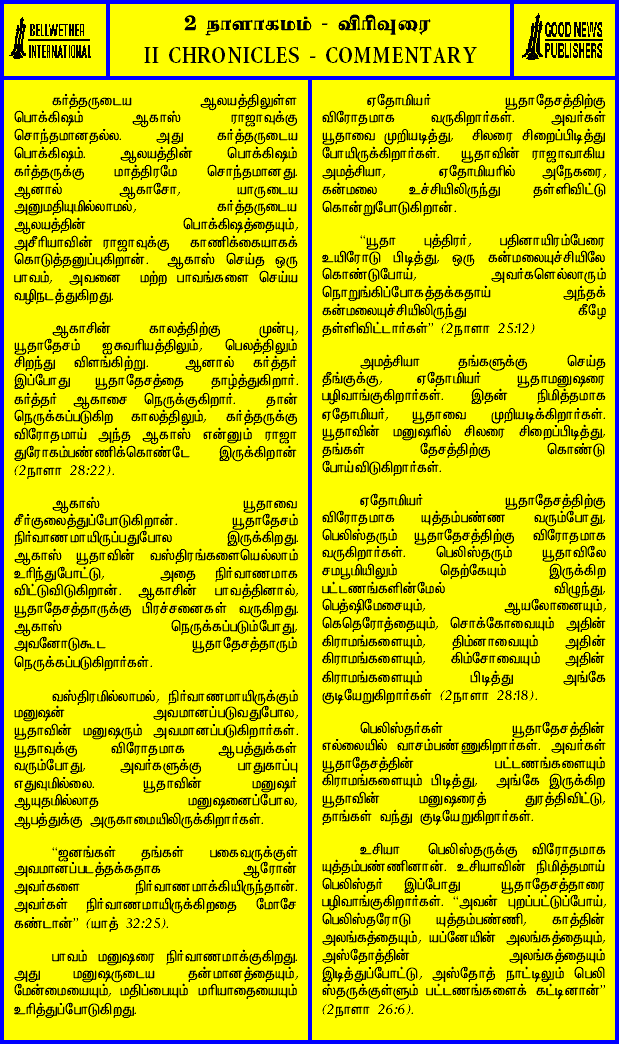 BELLWETHER
INTERNATIONAL
2 நாளாகமம் - விரிவுரை
II CHRONICLES - COMMENTARY
GOOD NEWS
PUBLISHERS
கர்த்தருடைய ஆலயத்திலுள்ள
பொக்கிஷம் ஆகாஸ் ராஜாவுக்கு
சொந்தமானதல்ல. அது கர்த்தருடைய
பொக்கிஷம். ஆலயத்தின் பொக்கிஷம்
கர்த்தருக்கு மாத்திரமே சொந்தமானது.
ஆனால் ஆகாசோ, யாருடைய
அனுமதியுமில்லாமல், கர்த்தருடைய
ஆலயத்தின் பொக்கிஷத்தையும்,
அசீரியாவின் ராஜாவுக்கு காணிக்கையாகக்
கொடுத்தனுப்புகிறான். ஆகாஸ் செய்த ஒரு
பாவம், அவனை மற்ற பாவங்களை செய்ய
வழிநடத்துகிறது.
ஆகாசின் காலத்திற்கு முன்பு,
யூதாதேசம் ஐசுவரியத்திலும், பெலத்திலும்
சிறந்து விளங்கிற்று. ஆனால் கர்த்தர்
இப்போது யூதாதேசத்தை தாழ்த்துகிறார்.
கர்த்தர் ஆகாசை நெருக்குகிறார். தான்
நெருக்கப்படுகிற காலத்திலும், கர்த்தருக்கு
விரோதமாய் அந்த ஆகாஸ் என்னும் ராஜா
துரோகம்பண்ணிக்கொண்டே இருக்கிறான்
(2நாளா 28:22).
ஆகாஸ் யூதாவை
சீர்குலைத்துப்போடுகிறான். யூதாதேசம்
நிர்வாணமாயிருப்பதுபோல இருக்கிறது.
ஆகாஸ் யூதாவின் வஸ்திரங்களையெல்லாம்
உரிந்துபோட்டு, அதை நிர்வாணமாக
விட்டுவிடுகிறான். ஆகாசின் பாவத்தினால்,
யூதாதேசத்தாருக்கு பிரச்சனைகள் வருகிறது.
ஆகாஸ் நெருக்கப்படும்போது,
அவனோடுகூட யூதாதேசத்தாரும்
நெருக்கப்படுகிறார்கள்.
வஸ்திரமில்லாமல், நிர்வாணமாயிருக்கும்
மனுஷன் அவமானப்படுவதுபோல,
யூதாவின் மனுஷரும் அவமானப்படுகிறார்கள்.
யூதாவுக்கு விரோதமாக ஆபத்துக்கள்
வரும்போது, அவர்களுக்கு பாதுகாப்பு
எதுவுமில்லை. யூதாவின் மனுஷர்
ஆயுதமில்லாத மனுஷனைப்போல,
ஆபத்துக்கு அருகாமையிலிருக்கிறார்கள்.
“ஜனங்கள் தங்கள் பகைவருக்குள்
அவமானப்படத்தக்கதாக ஆரோன்
அவர்களை நிர்வாணமாக்கியிருந்தான்.
அவர்கள் நிர்வாணமாயிருக்கிறதை மோசே
கண்டான்” (யாத் 32:25).
பாவம் மனுஷரை நிர்வாணமாக்குகிறது.
அது மனுஷருடைய தன்மானத்தையும்,
மேன்மையையும், மதிப்பையும் மரியாதையையும்
உரித்துப்போடுகிறது.
ஏதோமியர் யூதாதேசத்திற்கு
விரோதமாக வருகிறார்கள். அவர்கள்
யூதாவை முறியடித்து, சிலரை சிறைப்பிடித்து
போயிருக்கிறார்கள். யூதாவின் ராஜாவாகிய
அமத்சியா, ஏதோமியரில் அநேகரை,
கன்மலை உச்சியிலிருந்து தள்ளிவிட்டு
கொன்றுபோடுகிறான்.
“யூதா புத்திரர், பதினாயிரம்பேரை
உயிரோடு பிடித்து, ஒரு கன்மலையுச்சியிலே
கொண்டுபோய், அவர்களெல்லாரும்
நொறுங்கிப்போகத்தக்கதாய் அந்தக்
கன்மலையுச்சியிலிருந்து கீழே
தள்ளிவிட்டார்கள்” (2நாளா 25:12)
அமத்சியா தங்களுக்கு செய்த
தீங்குக்கு, ஏதோமியர் யூதாமனுஷரை
பழிவாங்குகிறார்கள். இதன் நிமித்தமாக
ஏதோமியர், யூதாவை முறியடிக்கிறார்கள்.
யூதாவின் மனுஷரில் சிலரை சிறைப்பிடித்து,
தங்கள் தேசத்திற்கு கொண்டு
போய்விடுகிறார்கள்.
ஏதோமியர் யூதாதேசத்திற்கு
விரோதமாக யுத்தம்பண்ண வரும்போது,
பெலிஸ்தரும் யூதாதேசத்திற்கு விரோதமாக
வருகிறார்கள். பெலிஸ்தரும் யூதாவிலே
சமபூமியிலும் தெற்கேயும் இருக்கிற
பட்டணங்களின்மேல் விழுந்து,
பெத்ஷிமேசையும், ஆயலோனையும்,
கெதெரோத்தையும், சொக்கோவையும் அதின்
கிராமங்களையும், திம்னாவையும் அதின்
கிராமங்களையும், கிம்சோவையும் அதின்
கிராமங்களையும் பிடித்து அங்கே
குடியேறுகிறார்கள் (2நாளா 28:18).
பெலிஸ்தர்கள் யூதாதேசத்தின்
எல்லையில் வாசம்பண்ணுகிறார்கள். அவர்கள்
யூதாதேசத்தின் பட்டணங்களையும்
கிராமங்களையும் பிடித்து, அங்கே இருக்கிற
யூதாவின் மனுஷரைத் துரத்திவிட்டு,
தாங்கள் வந்து குடியேறுகிறார்கள்.
உசியா பெலிஸ்தருக்கு விரோதமாக
யுத்தம்பண்ணினான். உசியாவின் நிமித்தமாய்
பெலிஸ்தர் இப்போது யூதாதேசத்தாரை
பழிவாங்குகிறார்கள். “அவன் புறப்பட்டுப்போய்,
பெலிஸ்தரோடு யுத்தம்பண்ணி, காத்தின்
அலங்கத்தையும், யப்னேயின் அலங்கத்தையும்,
அஸ்தோத்தின் அலங்கத்தையும்
இடித்துப்போட்டு, அஸ்தோத் நாட்டிலும் பெலி
ஸ்தருக்குள்ளும் பட்டணங்களைக் கட்டினான்”
(2நாளா 26:6).